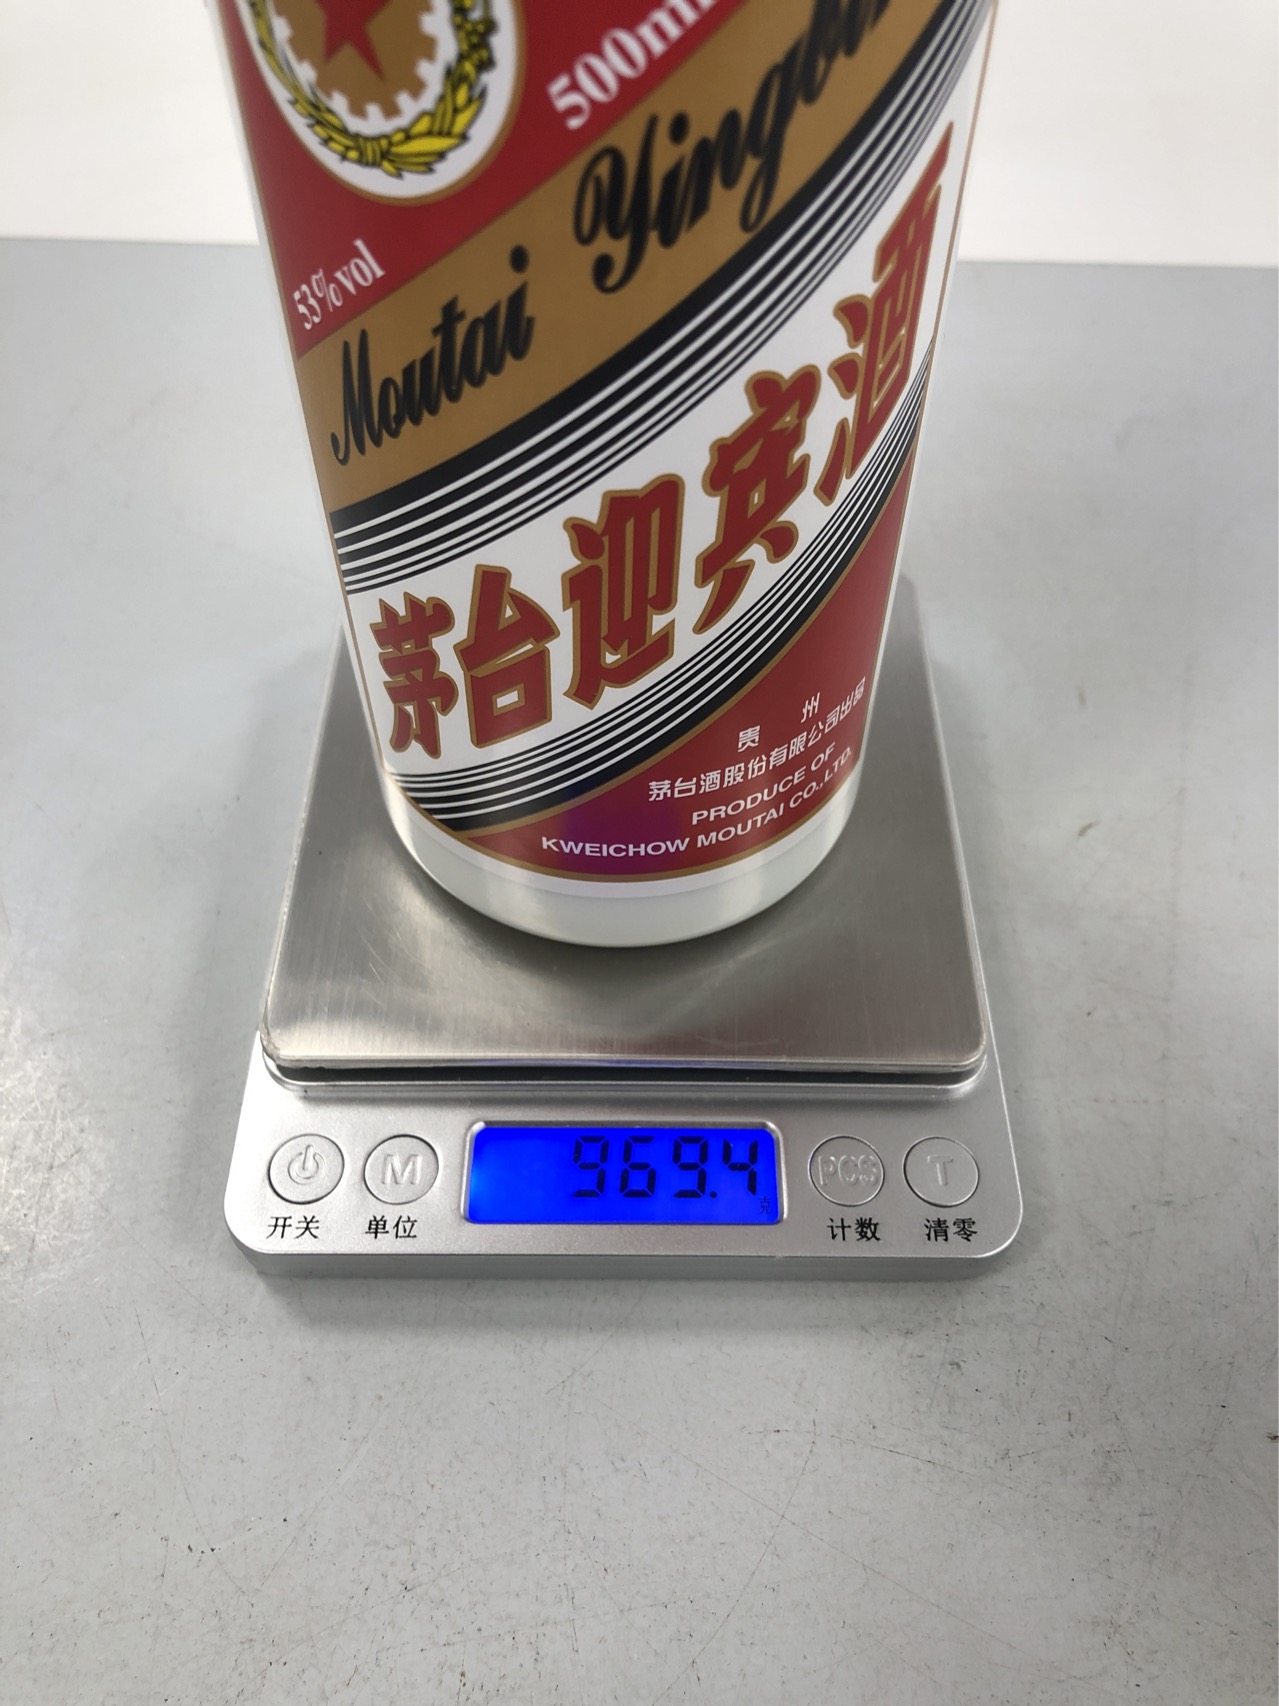 500ml
53%vol
Moutai Yingbin
茅台迎宾酒
贵 州
茅台酒股份有限公司出品
PRODUCE OF
KWEICHOW MOUTAI CO.,LTD.
969.4
克
M
PCS
T
开关
单位
计数
清零